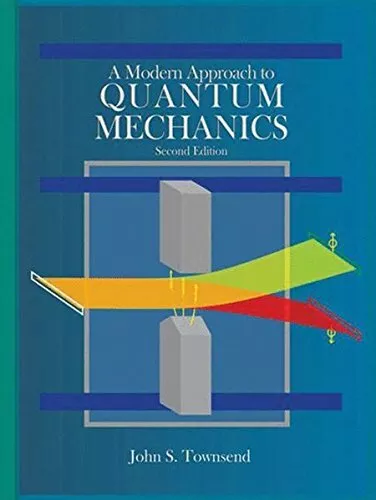 A Modern Approach to
QUANTUM
MECHANICS
Second Edition
John S. Townsend